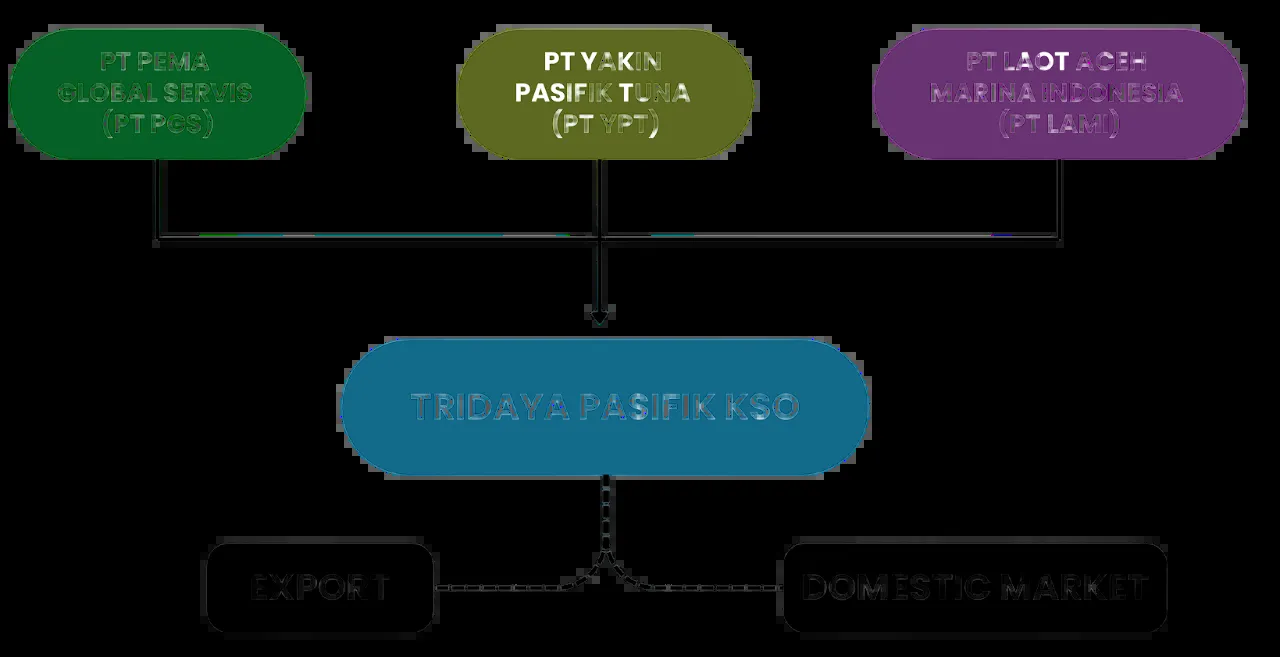 PT PEMA
GLOBAL SERVIS
(PT PGS)
PT YAKIN
PASIFIK TUNA
(PT YPT)
PT LAOT ACEH
MARINA INDONESIA
(PT LAMI)
TRIDAYA PASIFIK KSO
EXPORT
DOMESTIC MARKET